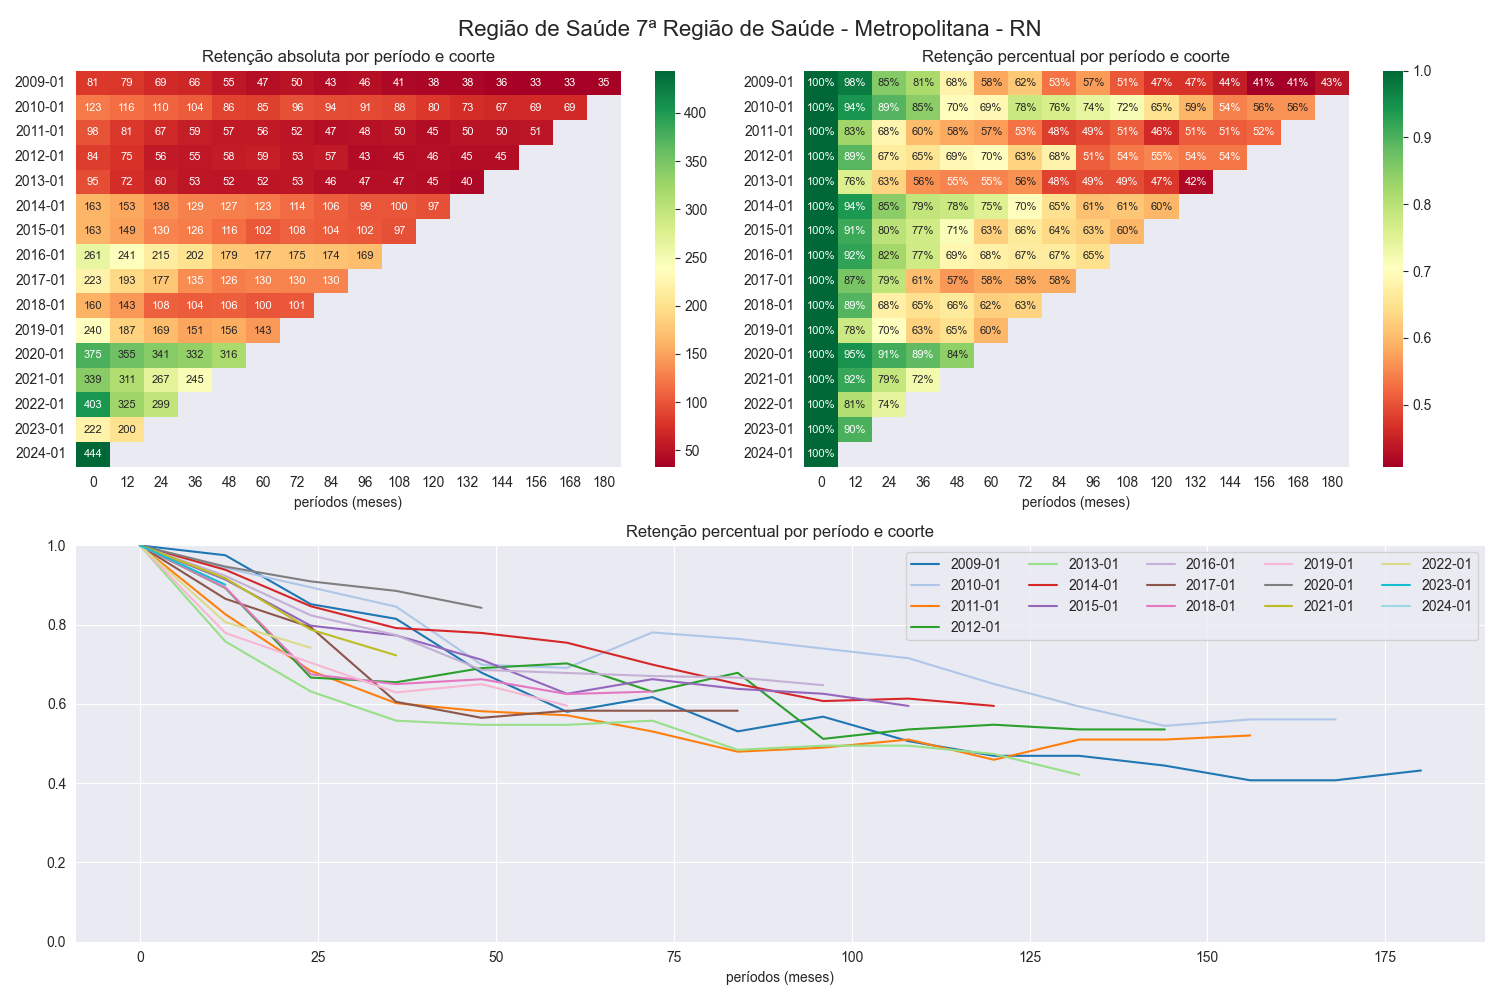 Região de Saúde 7ª Região de Saúde - Metropolitana - RN
Retenção absoluta por período e coorte
2009-01 81 79 69 66 55 47 50 43 46 41 38 38 36 33 33 35
2010-01 123 116 110 104 86 85 96 94 91 88 80 73 67 69 69
2011-01 98 81 67 59 57 56 52 47 48 50 45 50 50 51
2012-01 84 75 56 55 58 59 53 57 43 45 46 45 45
2013-01 95 72 60 53 52 52 53 46 47 47 45 40
2014-01 163 153 138 129 127 123 114 106 99 100 97
2015-01 163 149 130 126 116 102 108 104 102 97
2016-01 261 241 215 202 179 177 175 174 169
2017-01 223 193 177 135 126 130 130 130
2018-01 160 143 108 104 106 100 101
2019-01 240 187 169 151 156 143
2020-01 375 355 341 332 316
2021-01 339 311 267 245
2022-01 403 325 299
2023-01 222 200
2024-01 444
0 12 24 36 48 60 72 84 96 108 120 132 144 156 168 180
períodos (meses)
400
350
300
250
200
150
100
50
Retenção percentual por período e coorte
2009-01 100% 98% 85% 81% 68% 58% 62% 53% 57% 51% 47% 47% 44% 41% 41% 43%
2010-01 100% 94% 89% 85% 70% 69% 78% 76% 74% 72% 65% 59% 54% 56% 56%
2011-01 100% 83% 68% 60% 58% 57% 53% 48% 49% 51% 46% 51% 51% 52%
2012-01 100% 89% 67% 65% 69% 70% 63% 68% 51% 54% 55% 54% 54%
2013-01 100% 76% 63% 56% 55% 55% 56% 48% 49% 49% 47% 42%
2014-01 100% 94% 85% 79% 78% 75% 70% 65% 61% 61% 60%
2015-01 100% 91% 80% 77% 71% 63% 66% 64% 63% 60%
2016-01 100% 92% 82% 77% 69% 68% 67% 67% 65%
2017-01 100% 87% 79% 61% 57% 58% 58% 58%
2018-01 100% 89% 68% 65% 66% 62% 63%
2019-01 100% 78% 70% 63% 65% 60%
2020-01 100% 95% 91% 89% 84%
2021-01 100% 92% 79% 72%
2022-01 100% 81% 74%
2023-01 100% 90%
2024-01 100%
0 12 24 36 48 60 72 84 96 108 120 132 144 156 168 180
períodos (meses)
1.0
0.9
0.8
0.7
0.6
0.5
Retenção percentual por período e coorte
1.0
0.8
0.6
0.4
0.2
0.0
2009-01 2013-01 2016-01 2019-01 2022-01
2010-01 2014-01 2017-01 2020-01 2023-01
2011-01 2015-01 2018-01 2021-01 2024-01
2012-01
0 25 50 75 100 125 150 175
períodos (meses)